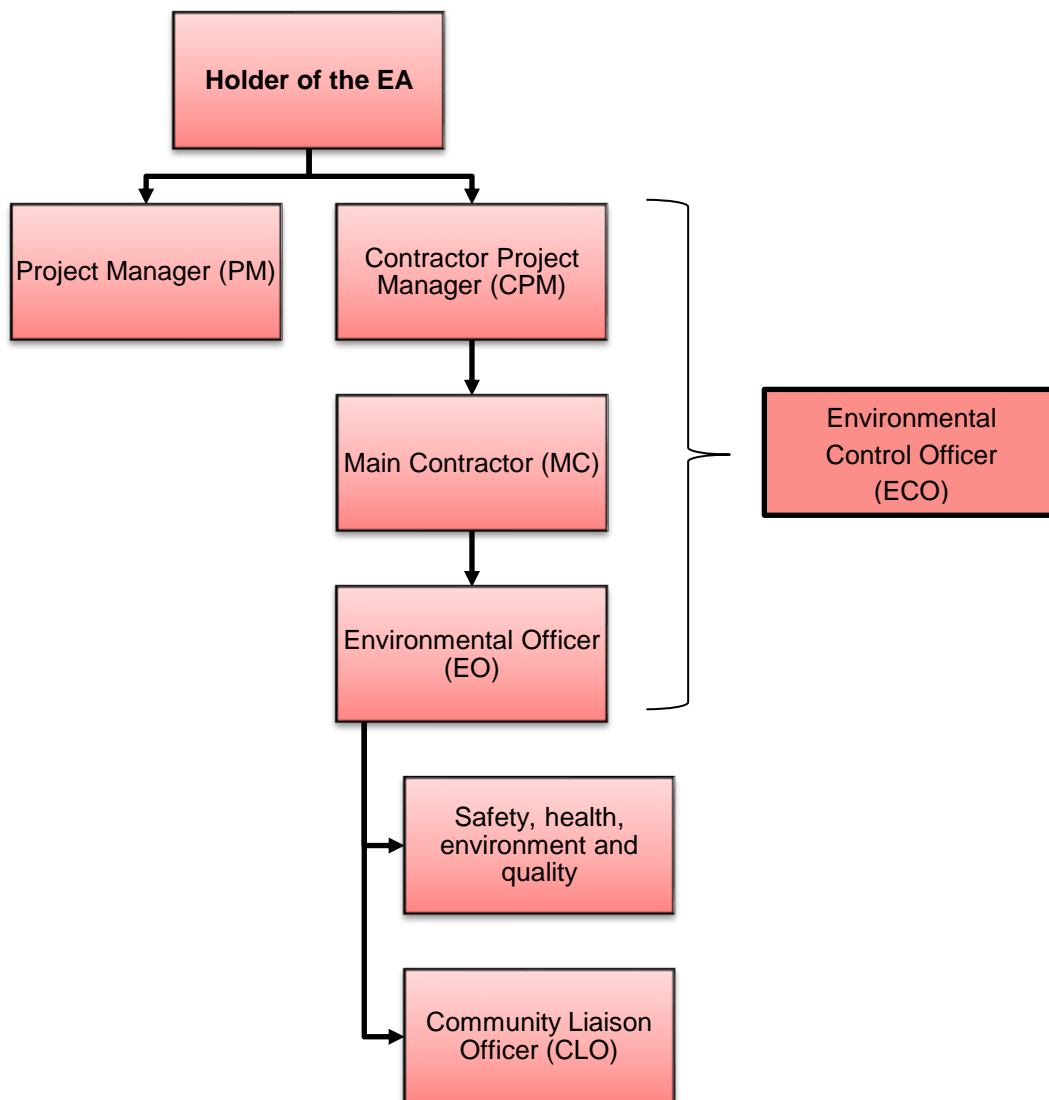 Holder of the EA
Project Manager (PM)
Contractor Project
Manager (CPM)
Main Contractor (MC)
Environmental
Control Officer
(ECO)
Environmental Officer
(EO)
Safety, health,
environment and
quality
Community Liaison
Officer (CLO)